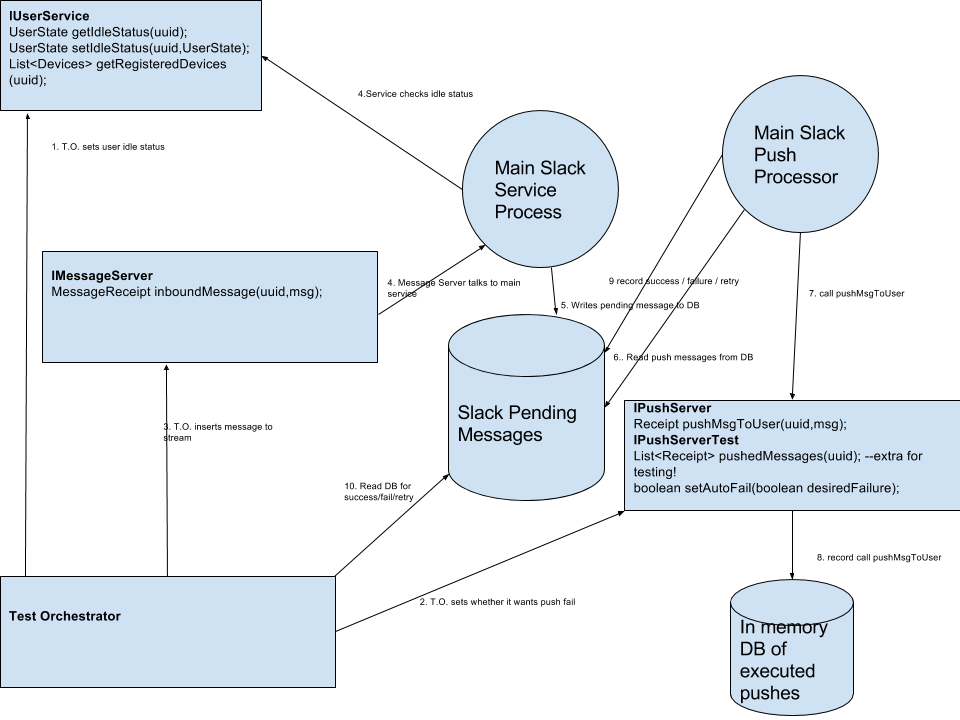 IUserService
UserState getIdleStatus(uuid);
UserState setIdleStatus(uuid,UserState);
List<Devices> getRegisteredDevices
(uuid);
4.Service checks idle status
1. T.O. sets user idle status
Main Slack
Service
Process
Main Slack
Push
Processor
IMessageServer
MessageReceipt inboundMessage(uuid,msg);
4. Message Server talks to main
service
9 record success / failure / retry
7. call pushMsgToUser
5. Writes pending message to DB
6.. Read push messages from DB
Slack Pending
Messages
IPushServer
Receipt pushMsgToUser(uuid,msg);
IPushServerTest
List<Receipt> pushedMessages(uuid); --extra for
testing!
boolean setAutoFail(boolean desiredFailure);
3. T.O. inserts message to
stream
10. Read DB for
success/fail/retry
8. record call pushMsgToUser
2. T.O. sets whether it wants push fail
Test Orchestrator
In memory
DB of
executed
pushes